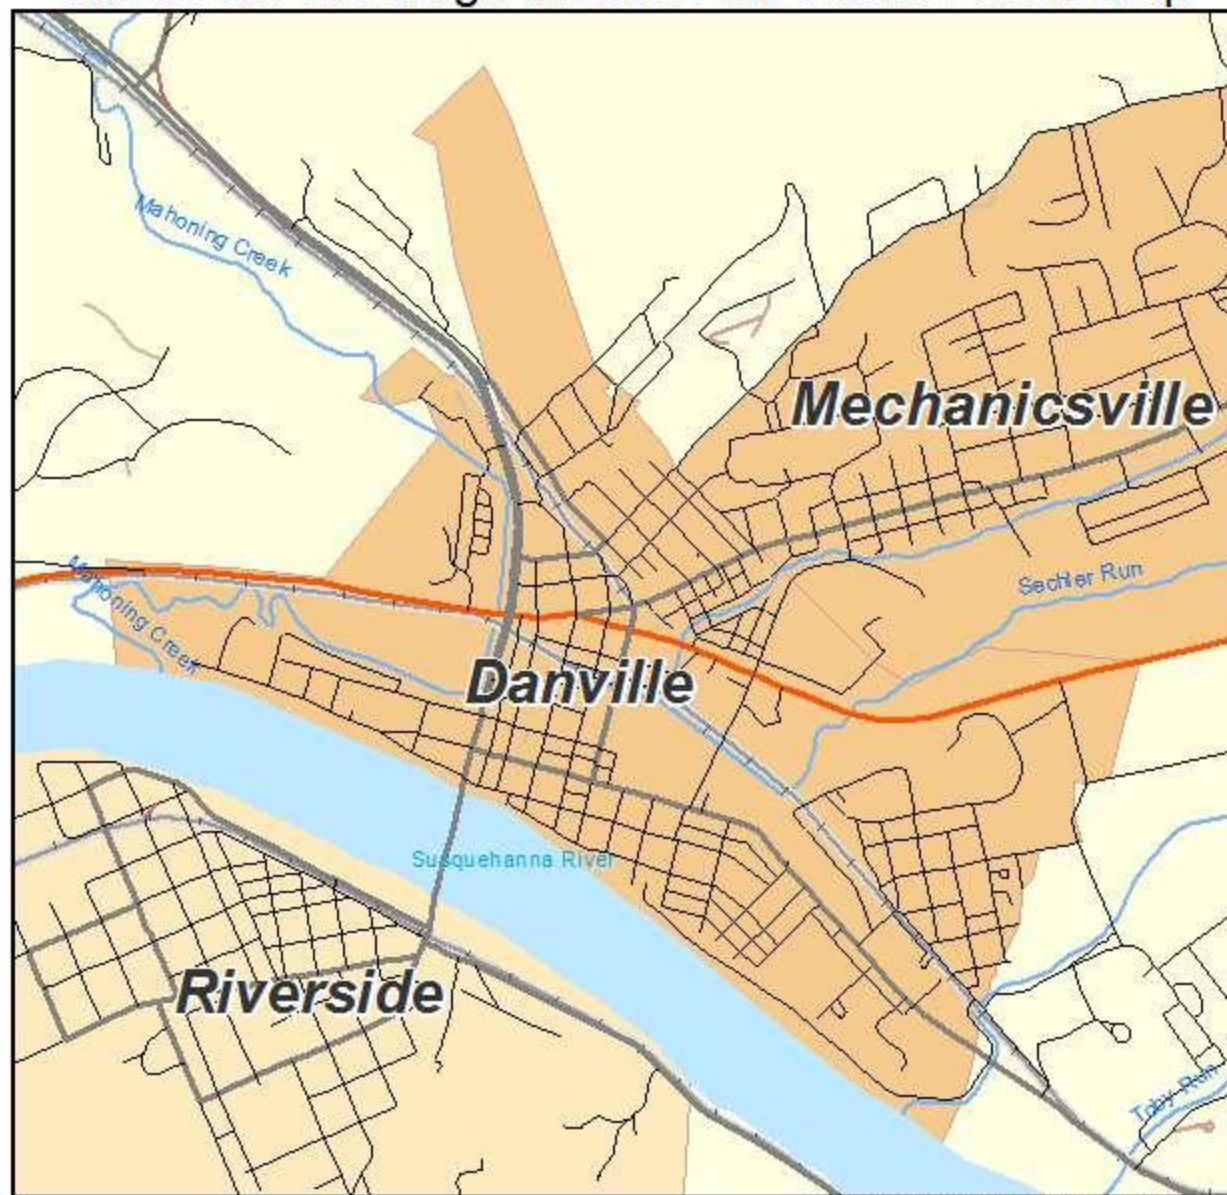 Mahoning Creek
Mechanicsville
Mahoning Creek
Sechler Run
Danville
Susquehanna River
Riverside
Toby Run